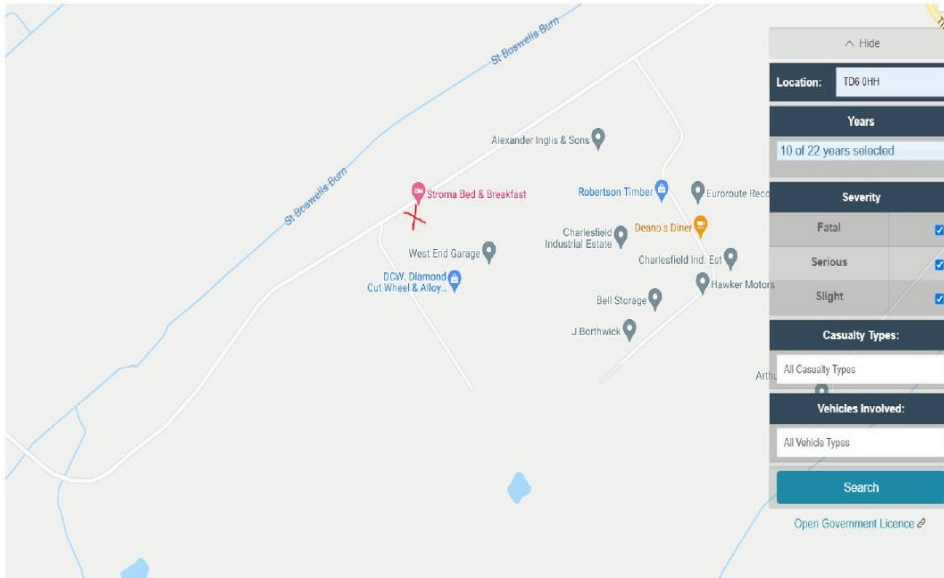 St Boswells Burn
Alexander Inglis & Sons
St Boswells Burn
Stroma Bed & Breakfast
Robertson Timber
Euroroute Reco
Deano's Diner
Charlesfield
Industrial Estate
West End Garage
Charlesfield Ind. Est
DCW. Diamond
Cut Wheel & Alloy...
Hawker Motors
Bell Storage
J Borthwick
Arthu
Hide
Location:
TD6 0HH
Years
10 of 22 years selected
Severity
Fatal
Serious
Slight
Casualty Types:
All Casualty Types
Vehicles Involved:
All Vehicle Types
Search
Open Government Licence